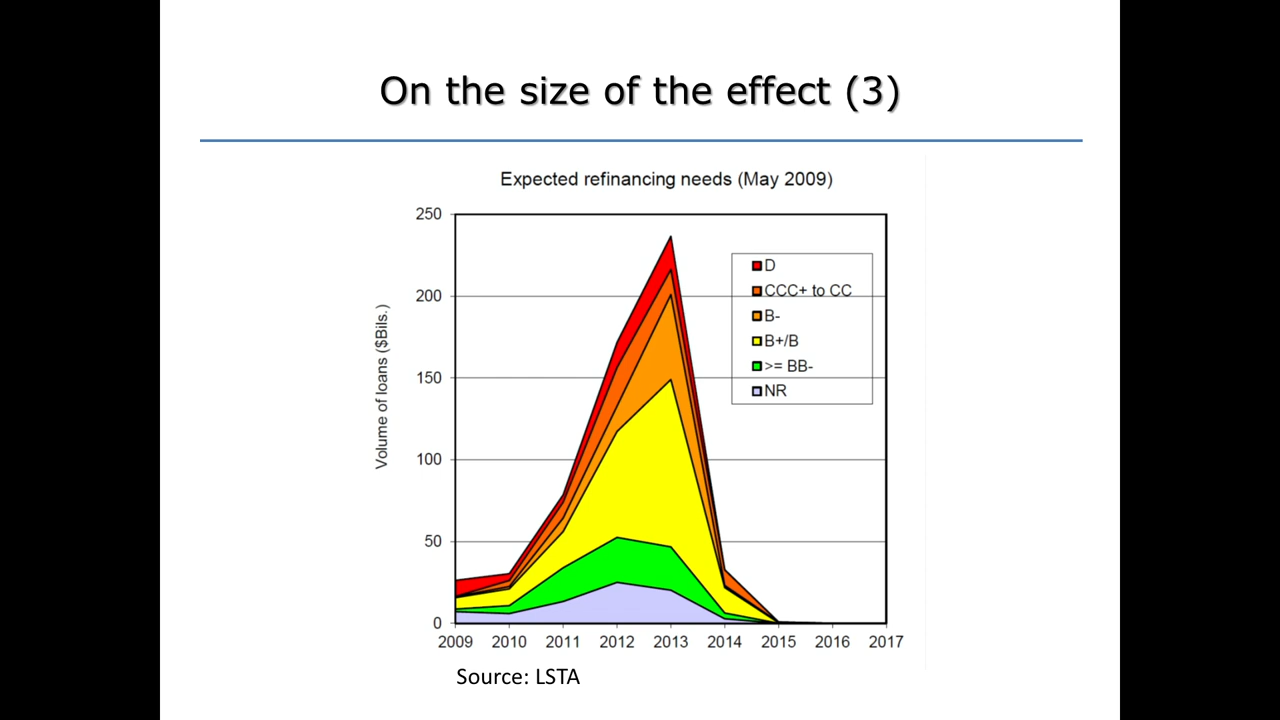 On the size of the effect (3)
Expected refinancing needs (May 2009)
Volume of loans ($Bils.)
250
200
150
100
50
0
D
CCC+ to CC
B-
B+/B
>= BB-
NR
2009 2010 2011 2012 2013 2014 2015 2016 2017
Source: LSTA